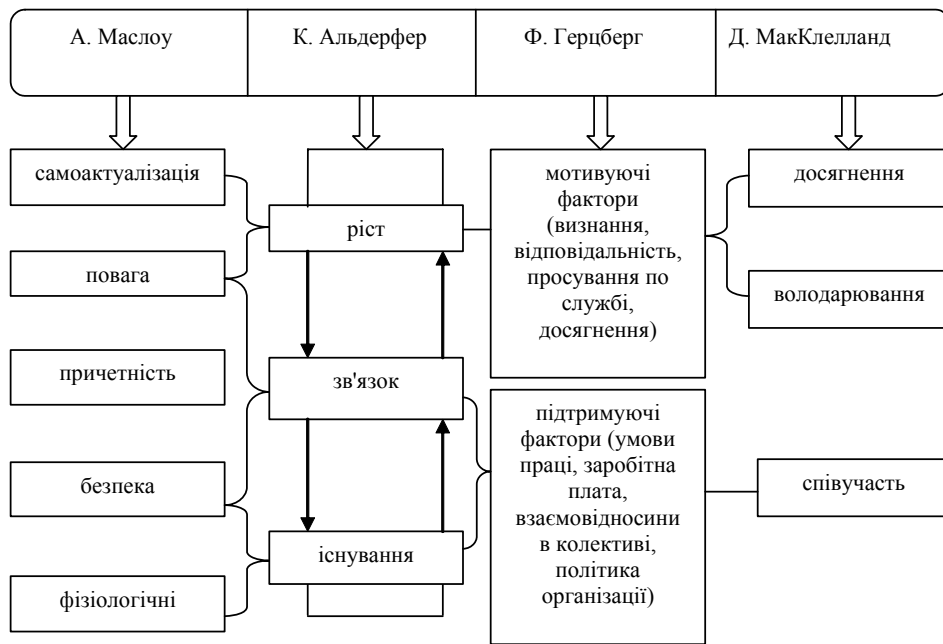 А. Маслоу
К. Альдерфер
Ф. Герцберг
Д. МакКлелланд
самоактуалізація
повага
причетність
безпека
фізіологічні
ріст
зв'язок
існування
мотивуючі
фактори
(визнання,
відповідальність,
просування по
службі,
досягнення)
підтримуючі
фактори (умови
праці, заробітна
плата,
взаємовідносини
в колективі,
політика
організації)
досягнення
володарювання
співучасть